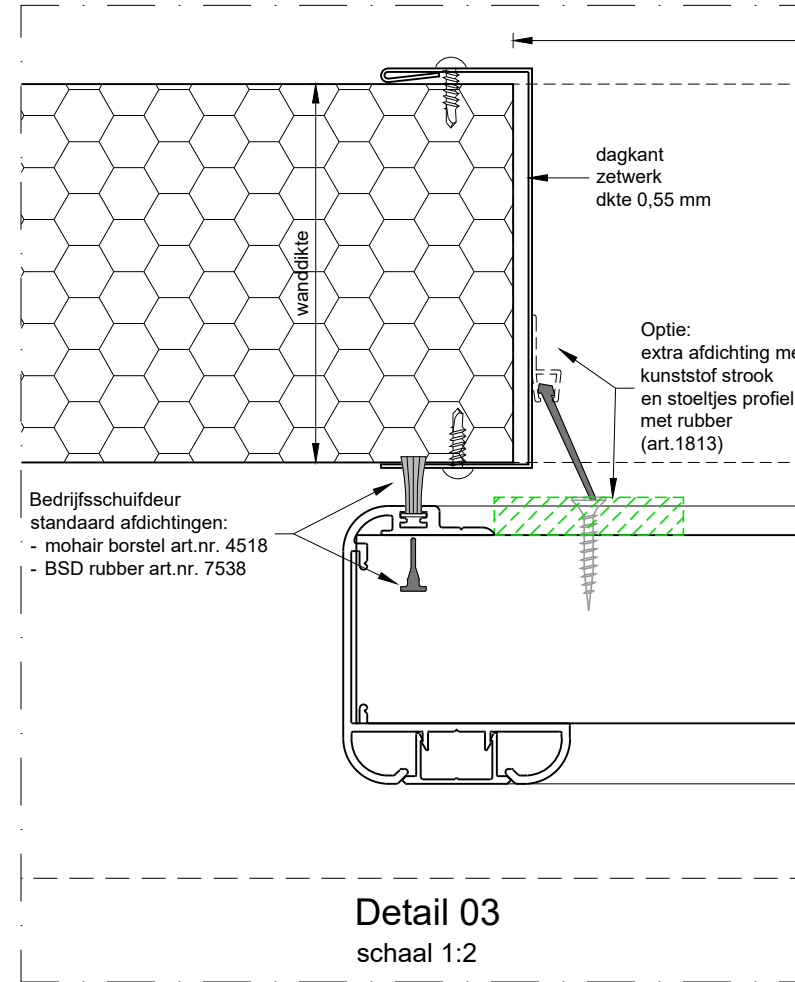 dagkant
zetwerk
dkte 0,55 mm
wanddikte
Optie:
extra afdichting me
kunststof strook
en stoeltjes profiel
met rubber
(art.1813)
Bedrijfsschuifdeur
standaard afdichtingen:
- mohair borstel art.nr. 4518
- BSD rubber art.nr. 7538
Detail 03
schaal 1:2